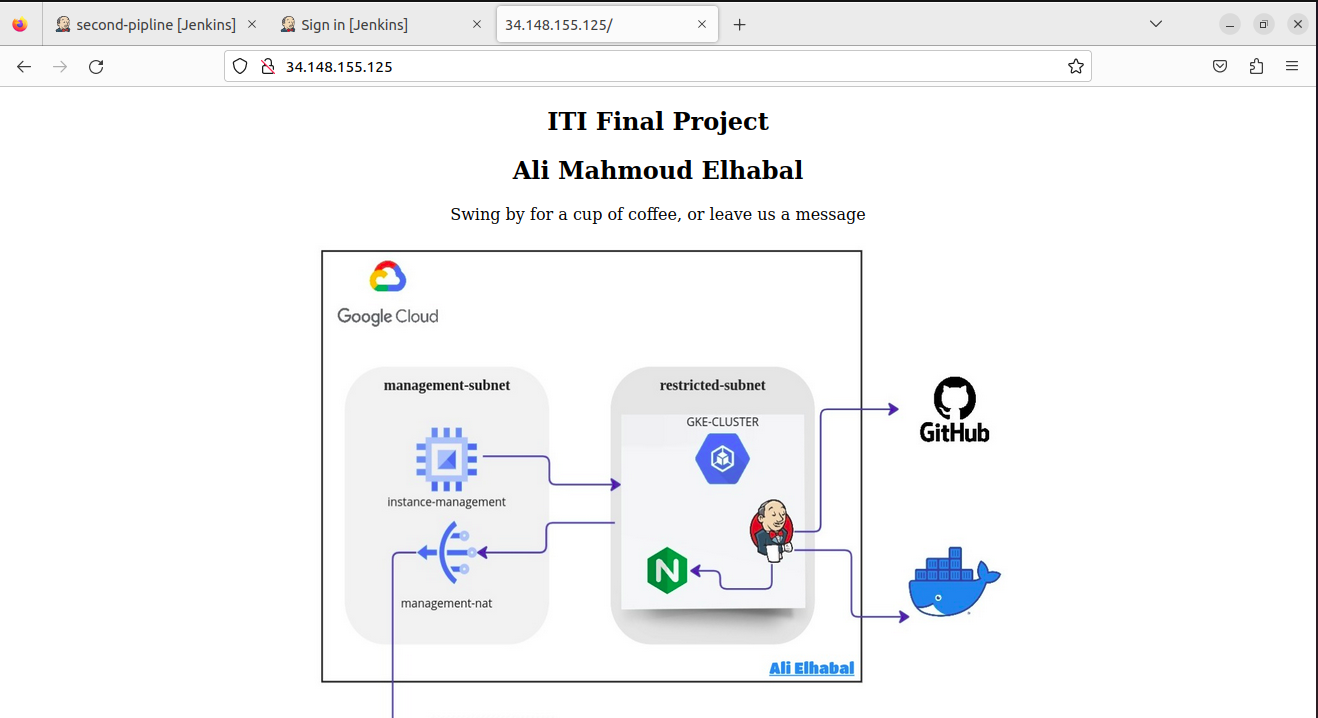 second-pipline [Jenkins]
Sign in [Jenkins]
34.148.155.125/
34.148.155.125
ITI Final Project
Ali Mahmoud Elhabal
Swing by for a cup of coffee, or leave us a message
Google Cloud
management-subnet
restricted-subnet
GKE-CLUSTER
GitHub
instance-management
N
management-nat
Ali Elhabal